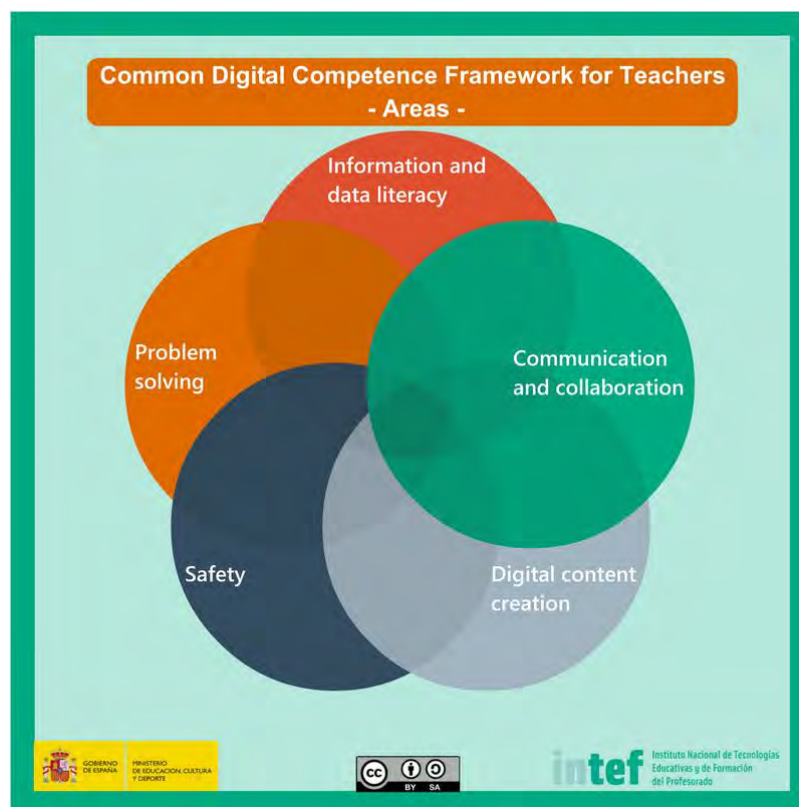 Common Digital Competence Framework for Teachers
- Areas -
Information and
data literacy
Problem
solving
Communication
and collaboration
Safety
Digital content
creation
GOBIERNO
DE ESPAÑA
MINISTERIO
DE EDUCACIÓN, CULTURA
Y DEPORTE
cc
BY SA
intef
Instituto Nacional de Tecnologías
Educativas y de Formación
del Profesorado